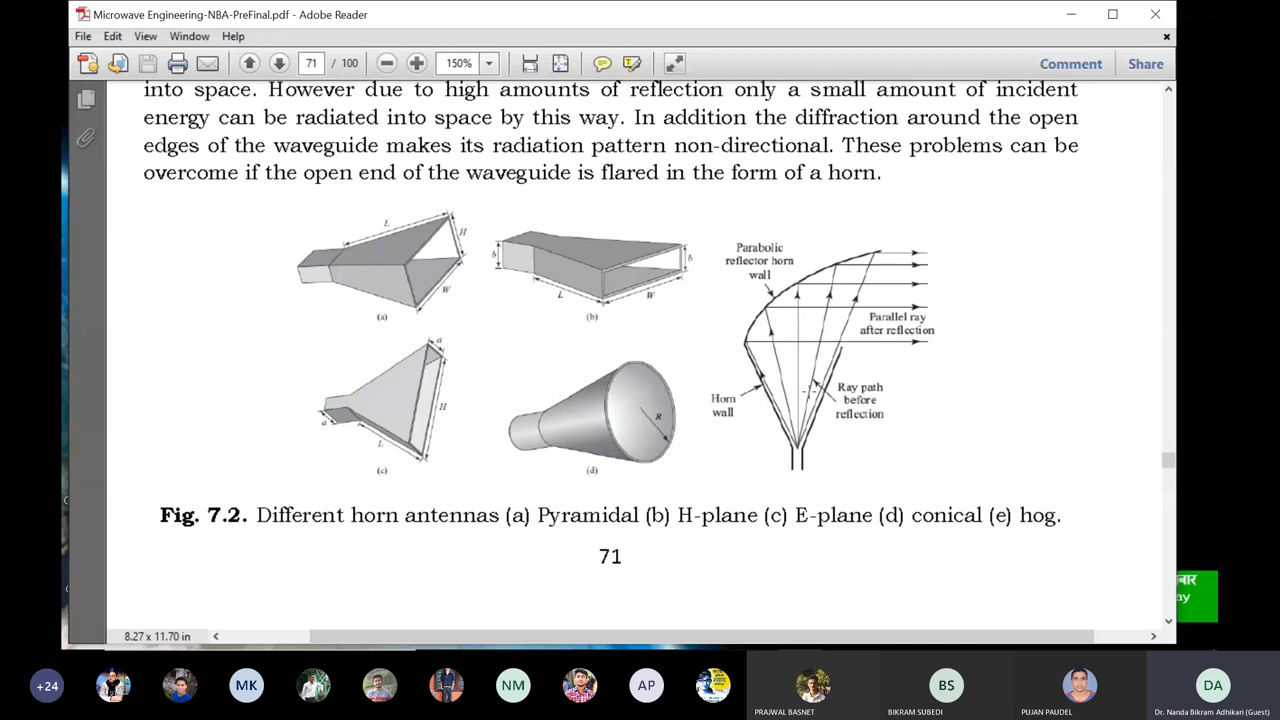 Microwave Engineering-NBA-PreFinal.pdf - Adobe Reader
File Edit View Window Help
71 / 100 150% Comment Share
into space. However due to high amounts of reflection only a small amount of incident
energy can be radiated into space by this way. In addition the diffraction around the open
edges of the waveguide makes its radiation pattern non-directional. These problems can be
overcome if the open end of the waveguide is flared in the form of a horn.
L
H
W
(a)
b
L
W
b
(b)
a
H
L
a
(c)
R
(d)
Parabolic
reflector horn
wall
Parallel ray
after reflection
Horn
wall
Ray path
before
reflection
Fig. 7.2. Different horn antennas (a) Pyramidal (b) H-plane (c) E-plane (d) conical (e) hog.
71
8.27 x 11.70 in
ay
+24 MK NM AP BS DA
PRAJWAL BASNET BIKRAM SUBEDI PUJAN PAUDEL Dr. Nanda Bikram Adhikari (Guest)